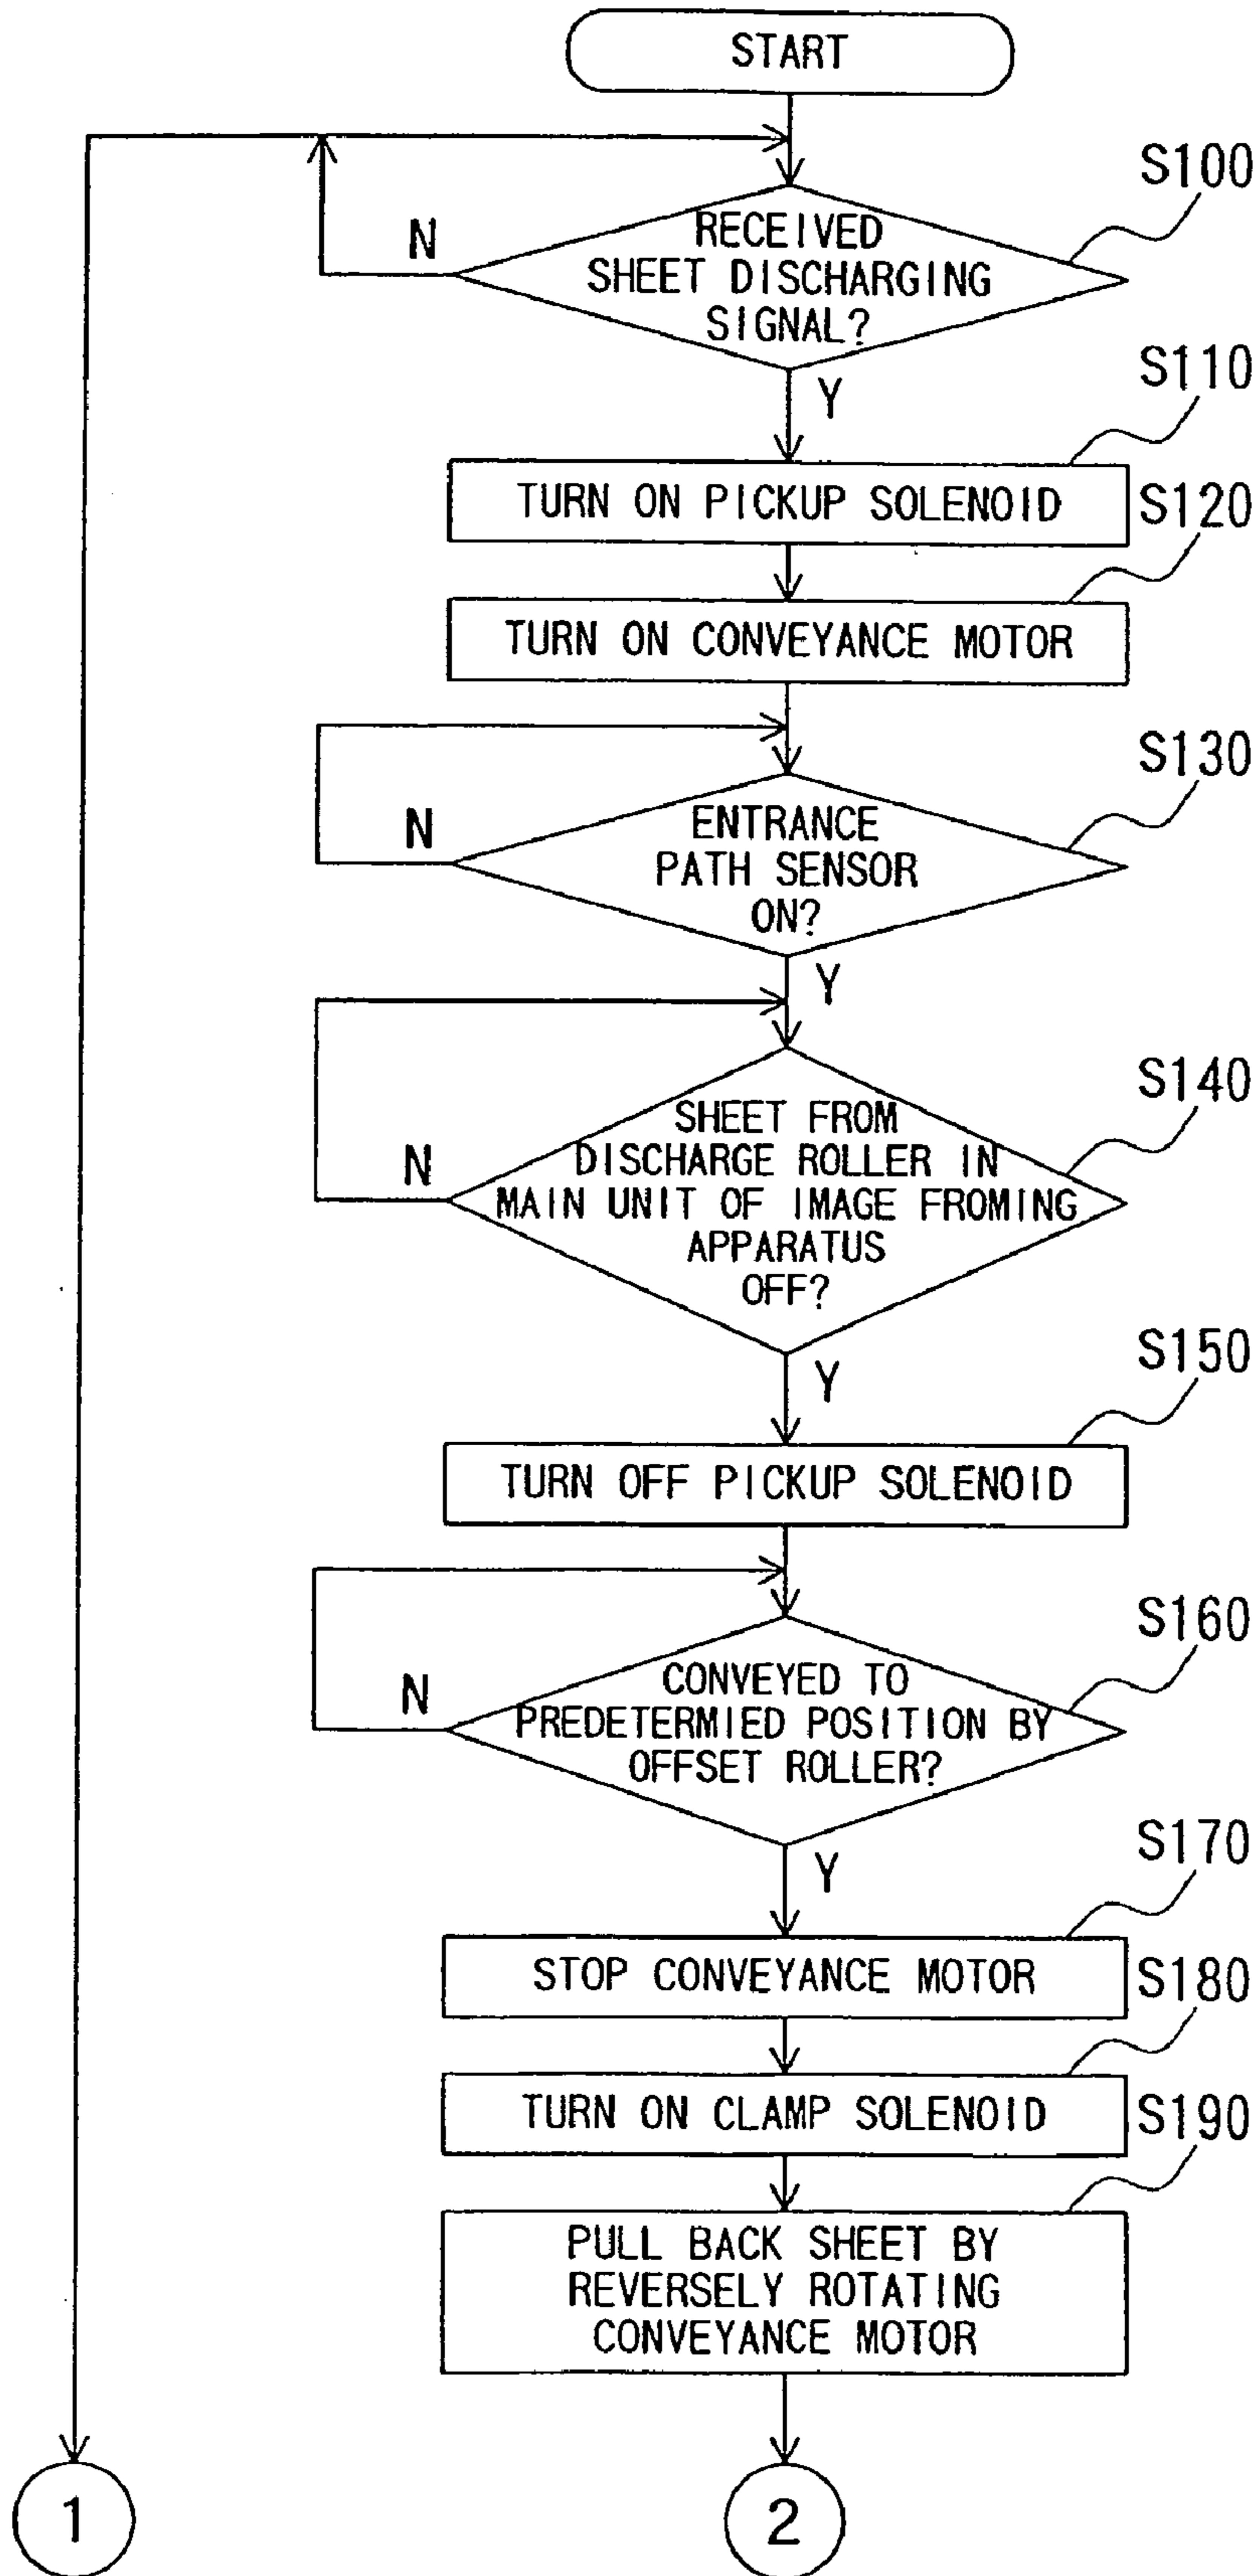 START
S100
N
RECEIVED
SHEET DISCHARGING
SIGNAL?
Y
S110
TURN ON PICKUP SOLENOID
S120
TURN ON CONVEYANCE MOTOR
S130
N
ENTRANCE
PATH SENSOR
ON?
Y
S140
N
SHEET FROM
DISCHARGE ROLLER IN
MAIN UNIT OF IMAGE FROMING
APPARATUS
OFF?
Y
S150
TURN OFF PICKUP SOLENOID
S160
N
CONVEYED TO
PREDETERMIED POSITION BY
OFFSET ROLLER?
Y
S170
STOP CONVEYANCE MOTOR
S180
TURN ON CLAMP SOLENOID
S190
PULL BACK SHEET BY
REVERSELY ROTATING
CONVEYANCE MOTOR
1
2